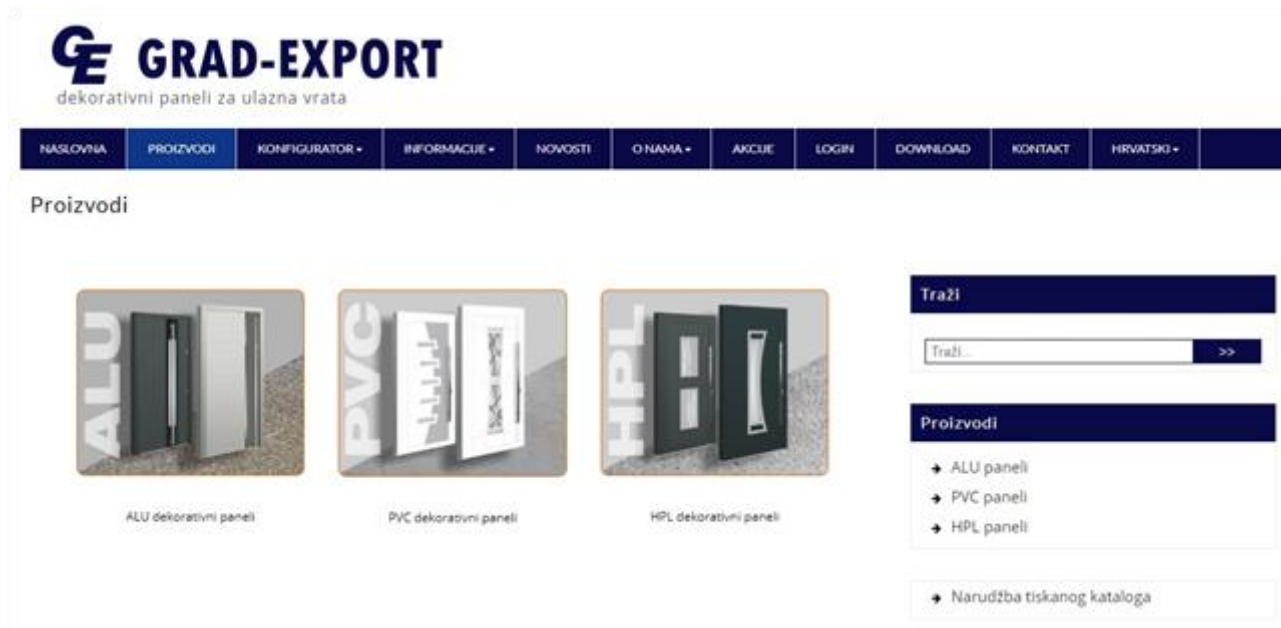 GE GRAD-EXPORT
dekorativni paneli za ulazna vrata
NASLOVNA PROIZVODI KONFIGURATOR INFORMACIJE NOVOSTI O NAMA AKCIJE LOGIN DOWNLOAD KONTAKT HRVATSKI
Proizvodi
ALU
PVC
HPL
ALU dekorativni paneli
PVC dekorativni paneli
HPL dekorativni paneli
Traži
Traži... >>
Proizvodi
ALU paneli
PVC paneli
HPL paneli
Narudžba tiskanog kataloga